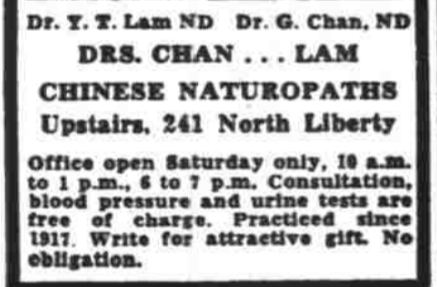 Dr. Y. T. Lam ND Dr. G. Chan, ND
DRS. CHAN ... LAM
CHINESE NATUROPATHS
Upstairs, 241 North Liberty
Office open Saturday only, 10 a.m.
to 1 p.m., 6 to 7 p.m. Consultation,
blood pressure and urine tests are
free of charge. Practiced since
1917. Write for attractive gift. No
obligation.